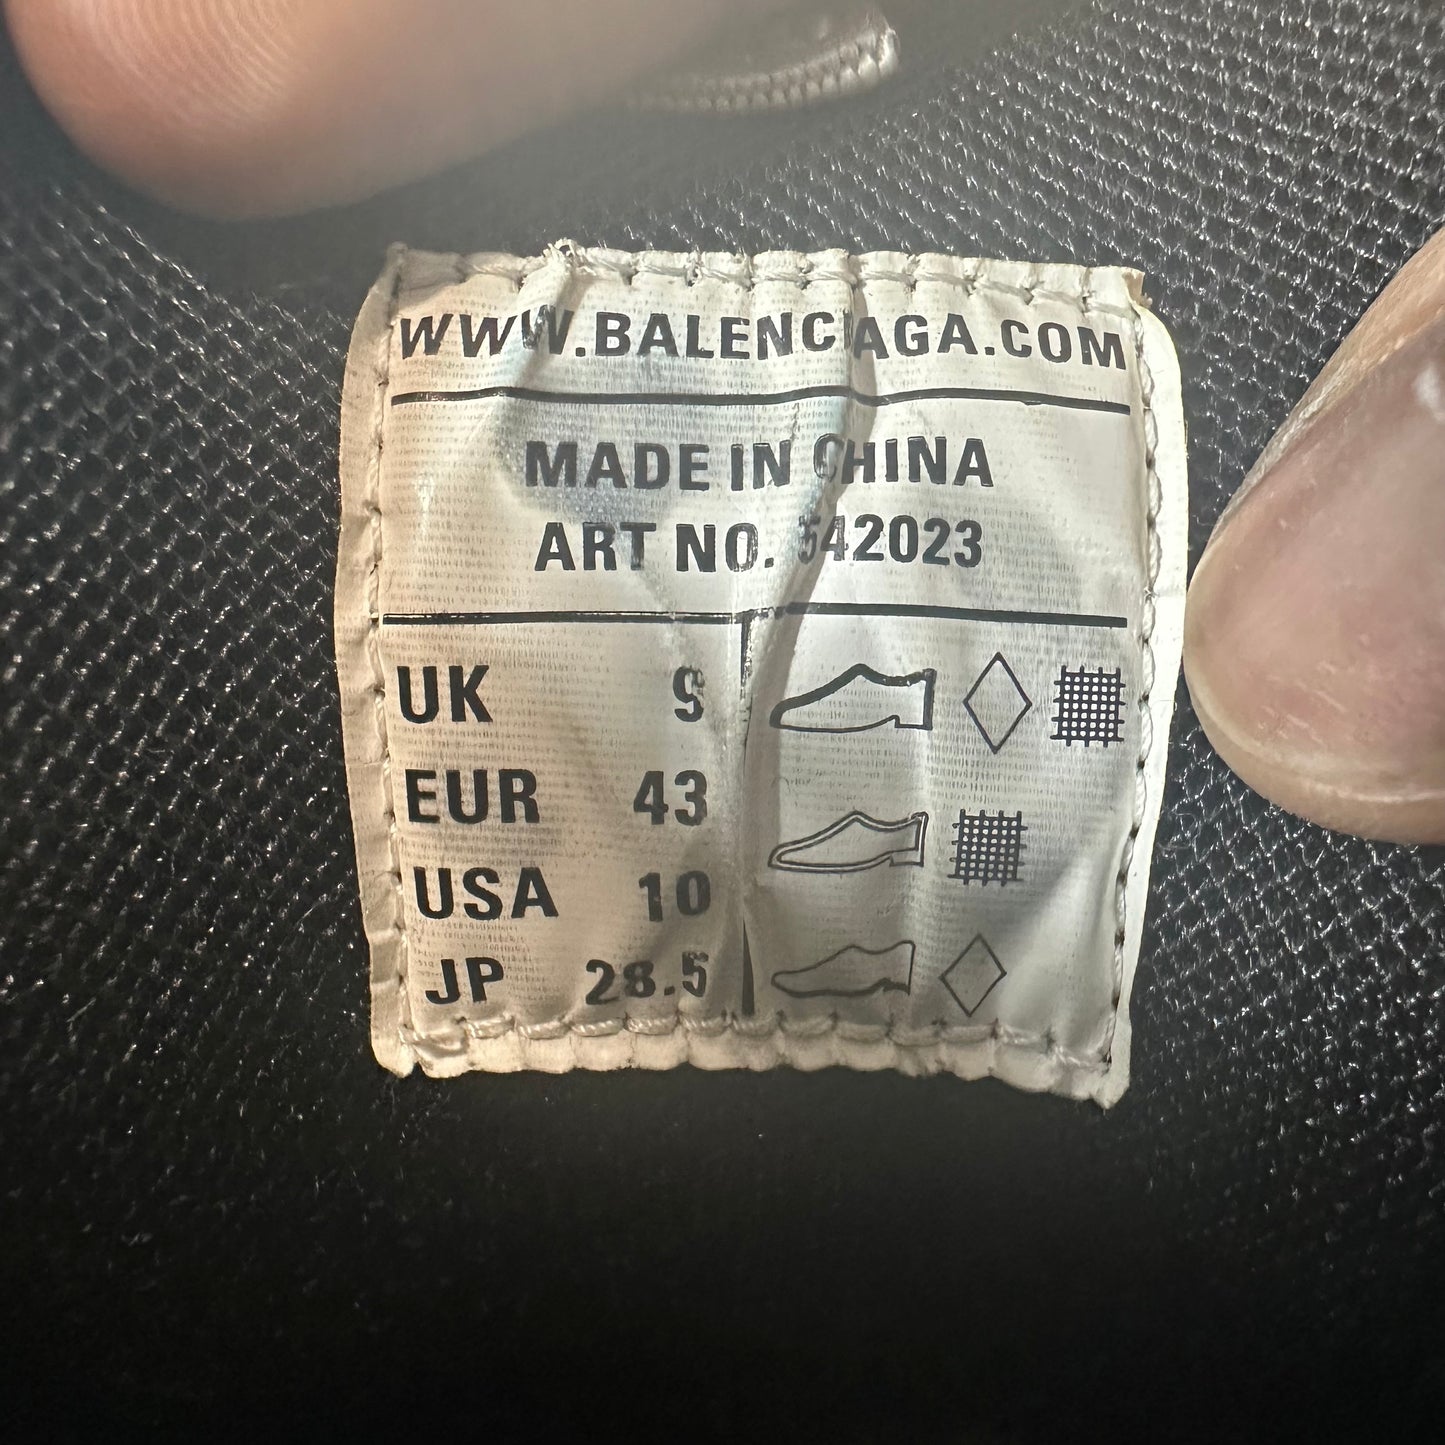 WWW.BALENCIAGA.COM
MADE IN CHINA
ART NO. 542023
UK 9
EUR 43
USA 10
JP 28.5